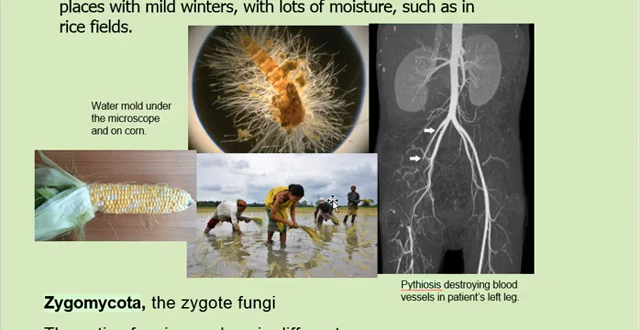 places with mild winters, with lots of moisture, such as in
rice fields.
Water mold under
the microscope
and on corn.
Pythiosis destroying blood
vessels in patient's left leg.
Zygomycota, the zygote fungi